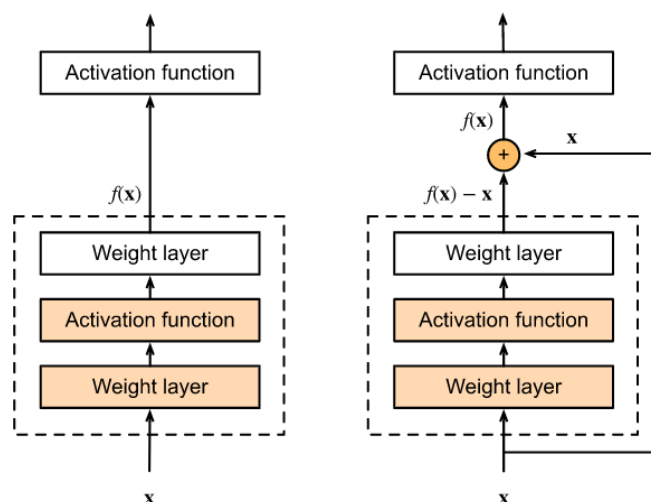 Activation function
f(x)
Weight layer
Activation function
Weight layer
x
Activation function
f(x)
+
x
f(x) − x
Weight layer
Activation function
Weight layer
x